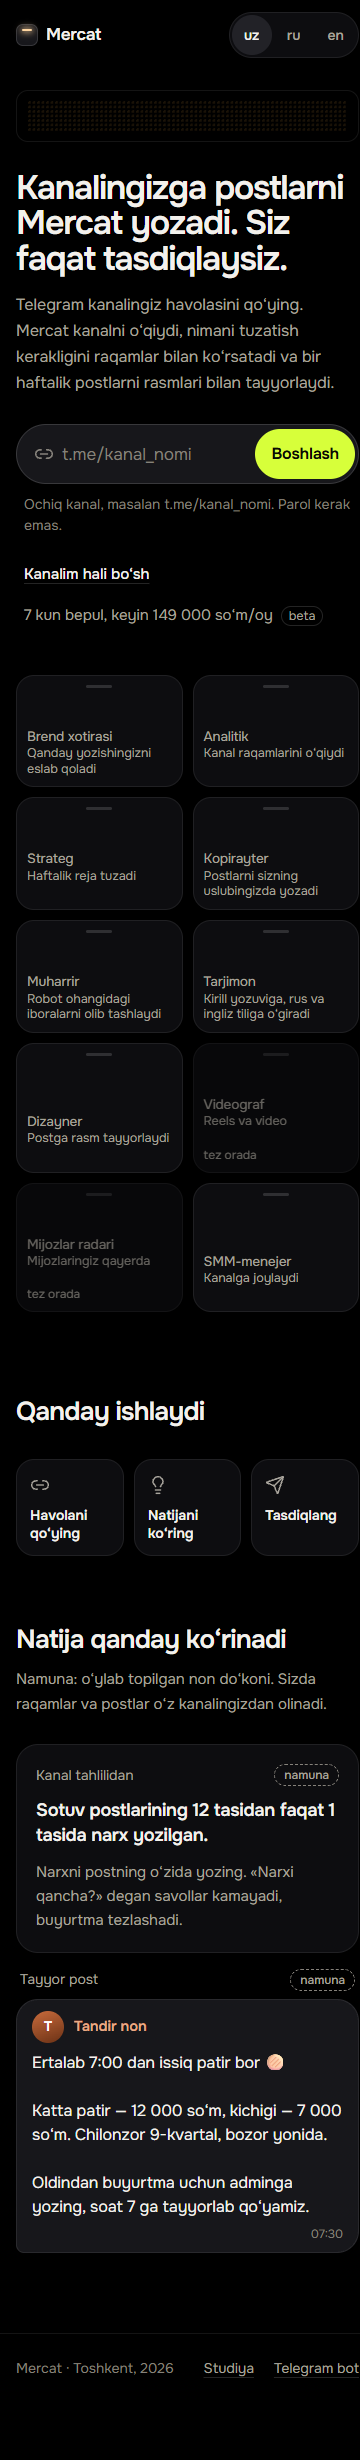 Mercat
uz ru en
Kanalingizga postlarni
Mercat yozadi. Siz
faqat tasdiqlaysiz.
Telegram kanalingiz havolasini qo‘ying.
Mercat kanalni o‘qiydi, nimani tuzatish
kerakligini raqamlar bilan ko‘rsatadi va bir
haftalik postlarni rasmlari bilan tayyorlaydi.
t.me/kanal_nomi Boshlash
Ochiq kanal, masalan t.me/kanal_nomi. Parol kerak
emas.
Kanalim hali bo‘sh
7 kun bepul, keyin 149 000 so‘m/oy beta
Brend xotirasi
Qanday yozishingizni
eslab qoladi
Analitik
Kanal raqamlarini o‘qiydi
Strateg
Haftalik reja tuzadi
Kopirayter
Postlarni sizning
uslubingizda yozadi
Muharrir
Robot ohangidagi
iboralarni olib tashlaydi
Tarjimon
Kirill yozuviga, rus va
ingliz tiliga o‘giradi
Dizayner
Postga rasm tayyorlaydi
Videograf
Reels va video
tez orada
Mijozlar radari
Mijozlaringiz qayerda
tez orada
SMM-menejer
Kanalga joylaydi
Qanday ishlaydi
Havolani
qo‘ying
Natijani
ko‘ring
Tasdiqlang
Natija qanday ko‘rinadi
Namuna: o‘ylab topilgan non do‘koni. Sizda
raqamlar va postlar o‘z kanalingizdan olinadi.
Kanal tahlilidan namuna
Sotuv postlarining 12 tasidan faqat 1
tasida narx yozilgan.
Narxni postning o‘zida yozing. «Narxi
qancha?» degan savollar kamayadi,
buyurtma tezlashadi.
Tayyor post namuna
T Tandir non
Ertalab 7:00 dan issiq patir bor
Katta patir — 12 000 so‘m, kichigi — 7 000
so‘m. Chilonzor 9-kvartal, bozor yonida.
Oldindan buyurtma uchun adminga
yozing, soat 7 ga tayyorlab qo‘yamiz.
07:30
Mercat · Toshkent, 2026 Studiya Telegram bot